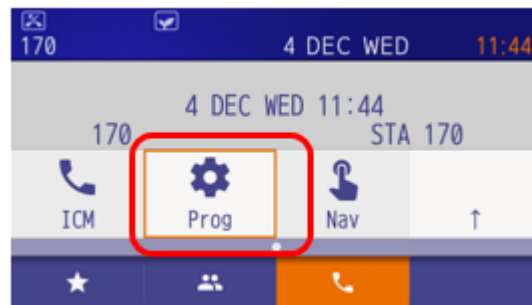 170 4 DEC WED 11:44
4 DEC WED 11:44
170 STA 170
ICM Prog Nav ↑